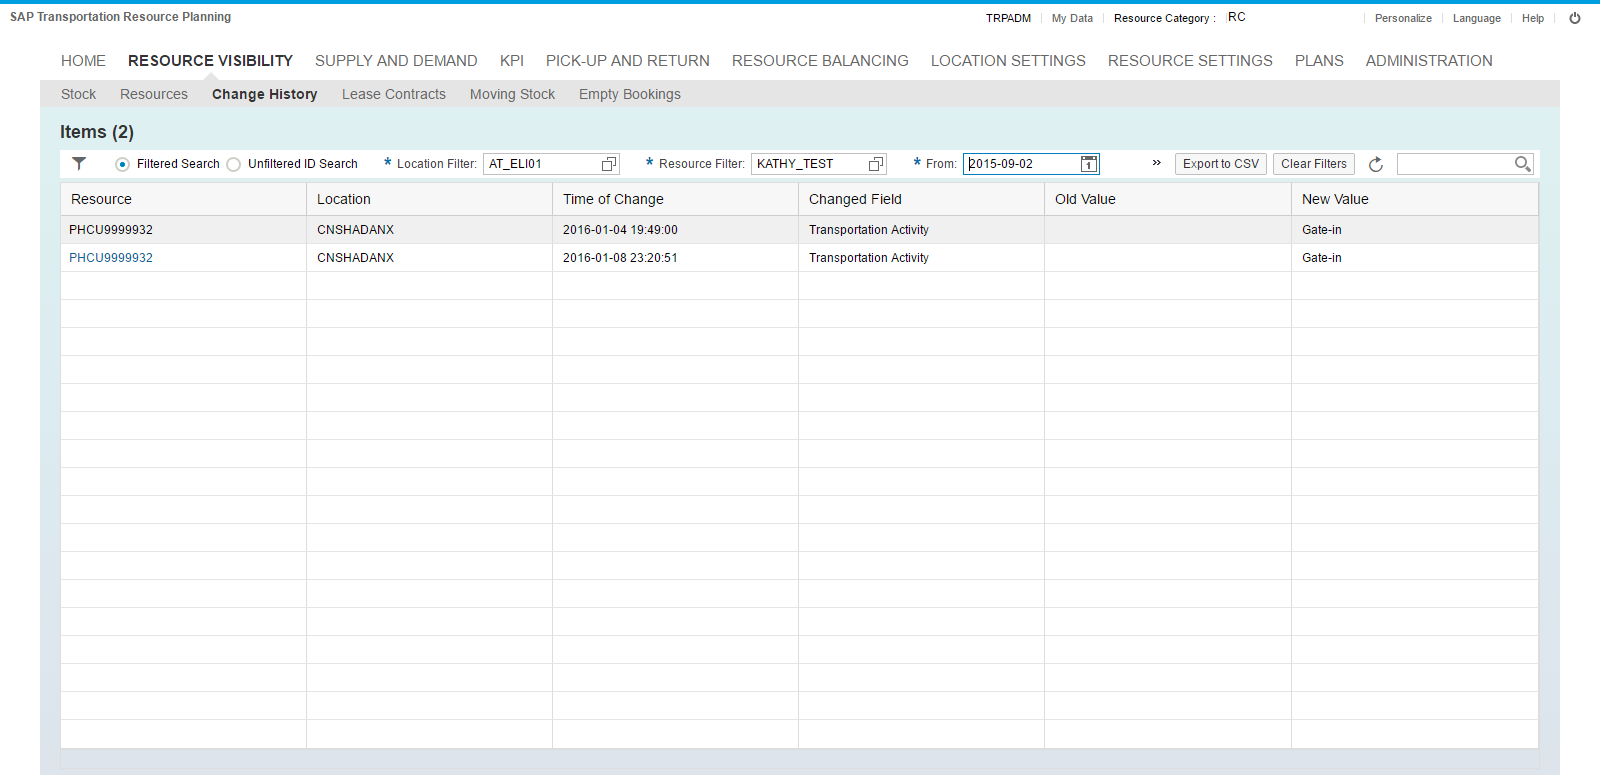 SAP Transportation Resource Planning
TRPADM My Data Resource Category : RC Personalize Language Help
HOME RESOURCE VISIBILITY SUPPLY AND DEMAND KPI PICK-UP AND RETURN RESOURCE BALANCING LOCATION SETTINGS RESOURCE SETTINGS PLANS ADMINISTRATION
Stock Resources Change History Lease Contracts Moving Stock Empty Bookings
Items (2)
Filtered Search Unfiltered ID Search * Location Filter: AT_ELI01 * Resource Filter: KATHY_TEST * From: 2015-09-02 1 » Export to CSV Clear Filters
Resource Location Time of Change Changed Field Old Value New Value
PHCU9999932 CNSHADANX 2016-01-04 19:49:00 Transportation Activity Gate-in
PHCU9999932 CNSHADANX 2016-01-08 23:20:51 Transportation Activity Gate-in